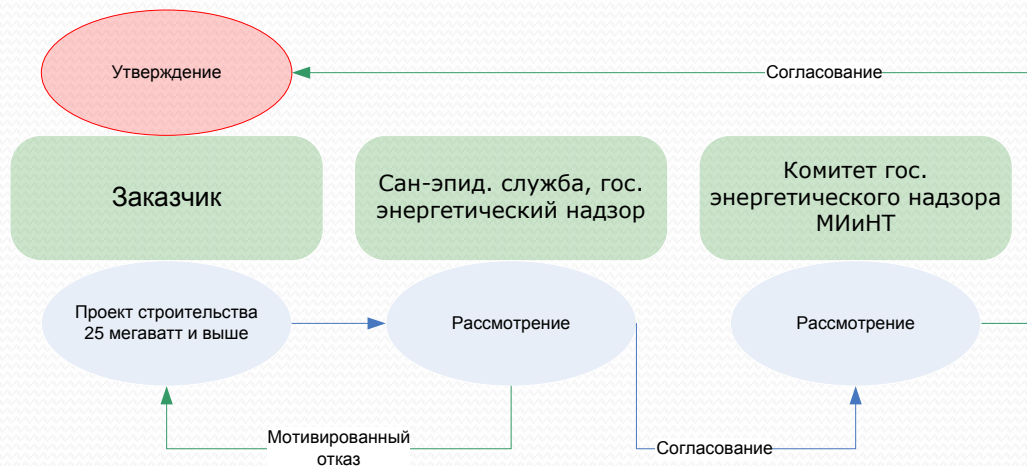 Утверждение
Согласование
Заказчик
Сан-эпид. служба, гос.
энергетический надзор
Комитет гос.
энергетического надзора
МИиНТ
Проект строительства
25 мегаватт и выше
Рассмотрение
Рассмотрение
Мотивированный
отказ
Согласование